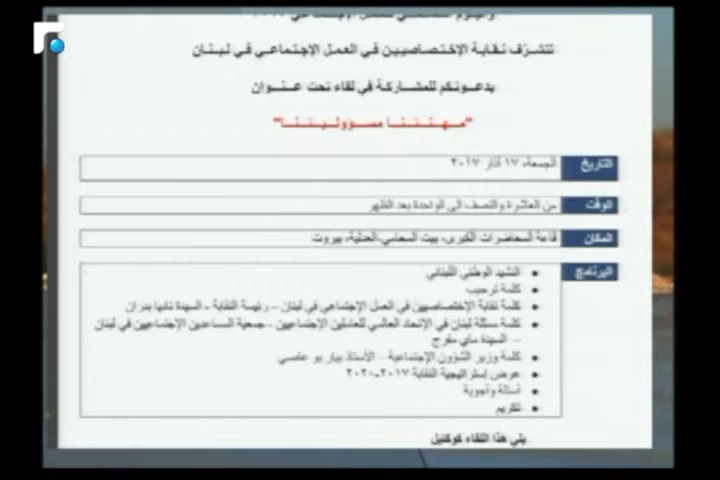 تتشرّف نقابة الإختصاصيين في العمل الإجتماعي في لبنان
بدعوتكم للمشاركة في لقاء تحت عنوان
"مهنتنا مسؤوليتنا"
التاريخ الجمعة، ١٧ آذار ٢٠١٧
الوقت من العاشرة والنصف الى الواحدة بعد الظهر
المكان قاعة المحاضرات الكبرى، بيت المحامي-العدلية، بيروت
البرنامج • النشيد الوطني اللبناني
• كلمة ترحيب
• كلمة نقابة الإختصاصيين في العمل الإجتماعي في لبنان – رئيسة النقابة - السيدة ناديا بدران
• كلمة ممثلة لبنان في الإتحاد العالمي للعاملين الإجتماعيين - جمعية المساعدين الإجتماعيين في لبنان
– السيدة ماي مفرج
• كلمة وزير الشؤون الإجتماعية – الأستاذ بيار بو عاصي
• عرض إستراتيجية النقابة ٢٠١٧-٢٠٢٠
• أسئلة وأجوبة
• تكريم
يلي هذا اللقاء كوكتيل